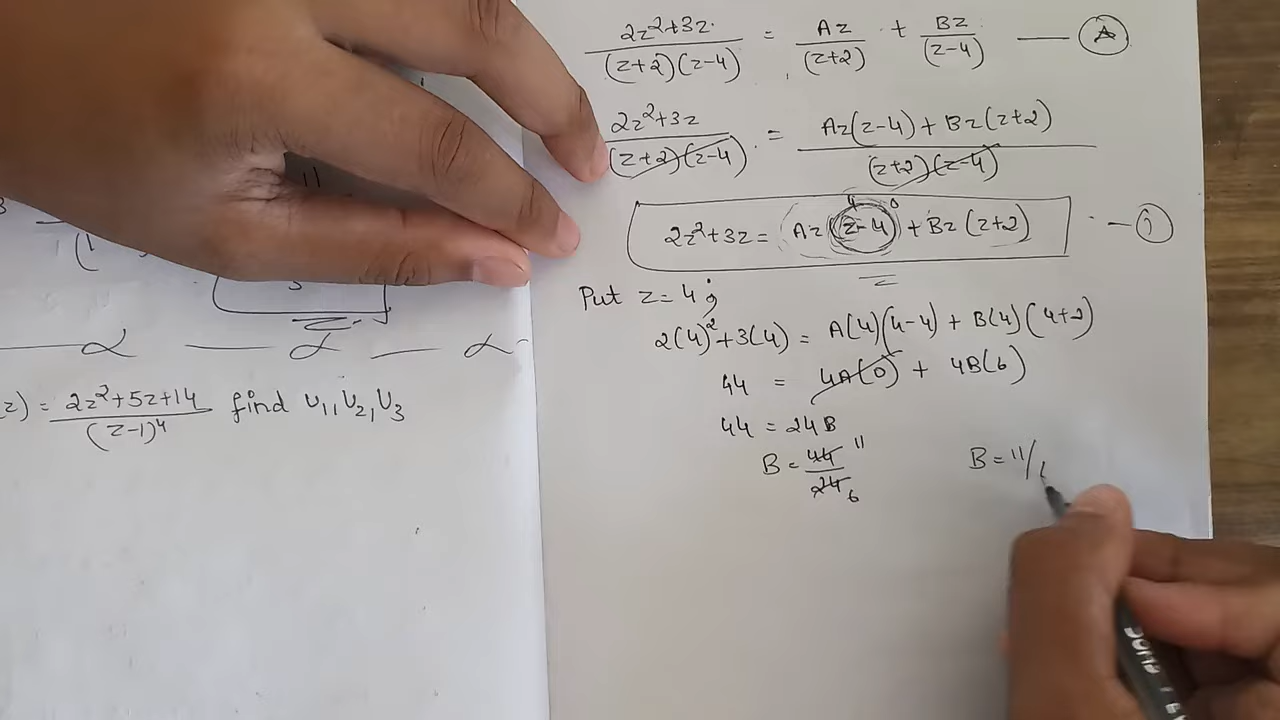 z) = 2z²+5z+14 / (z-1)⁴ find U₁, U₂, U₃
2z²+3z / (z+2)(z-4) = Az / (z+2) + Bz / (z-4) — Ⓐ
2z²+3z / (z+2)(z-4) = Az(z-4) + Bz(z+2) / (z+2)(z-4)
2z²+3z = Az(z-4) + Bz(z+2) — ①
Put z=4;
2(4)²+3(4) = A(4)(4-4) + B(4)(4+2)
44 = 4A(0) + 4B(6)
44 = 24B
B = 44 / 24 11 6
B = 11/